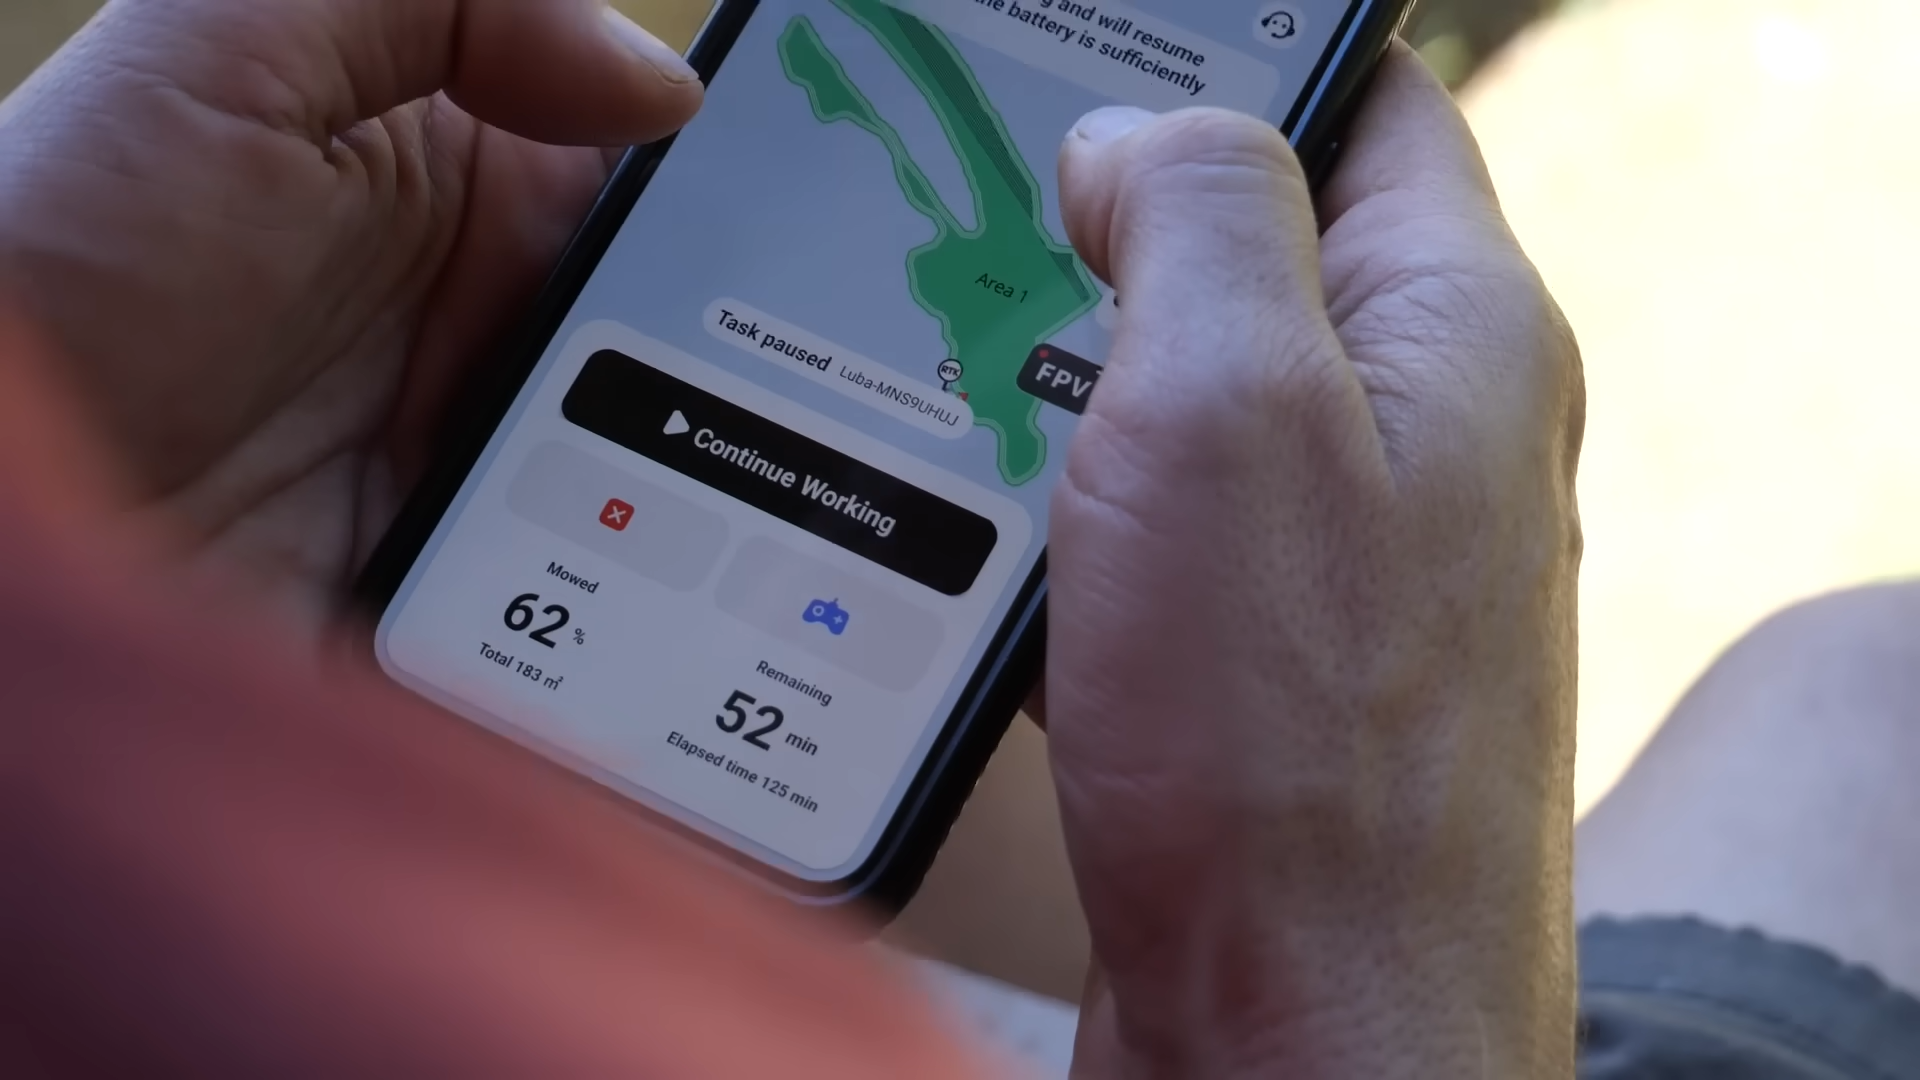 g and will resume
he battery is sufficiently
Area 1
RTK
FPV
Task paused Luba-MNS9UHUJ
Continue Working
Mowed
62 %
Total 183 m²
Remaining
52 min
Elapsed time 125 min